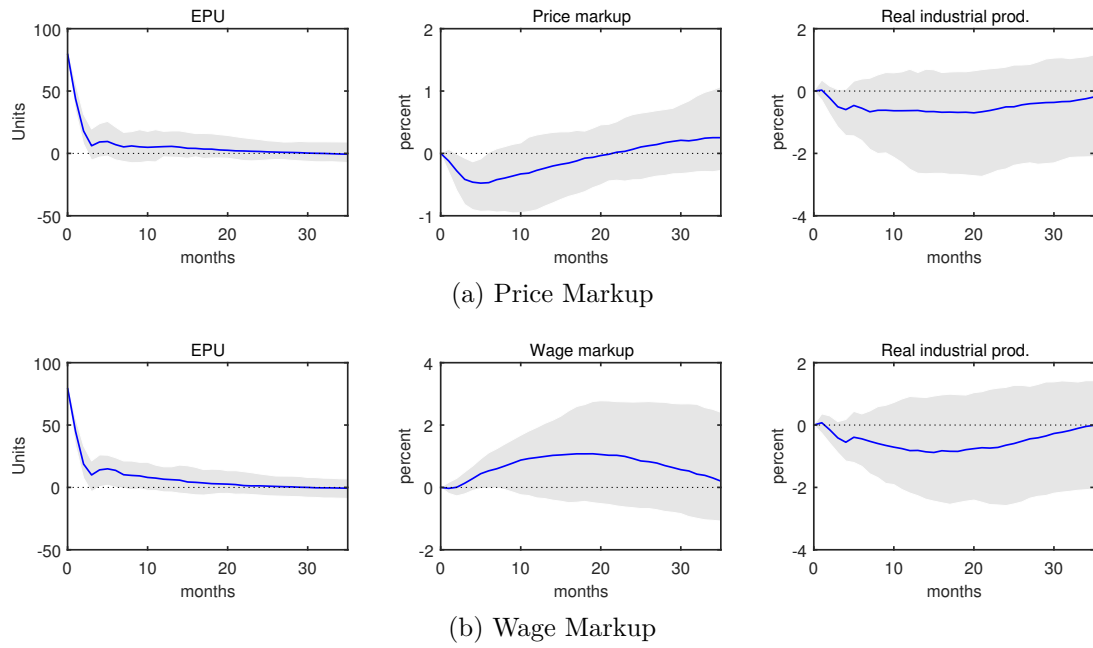 EPU
Price markup
Real industrial prod.
100
50
0
-50
Units
0 10 20 30
months
1
0
-1
2
percent
0 10 20 30
months
2
0
-2
-4
percent
0 10 20 30
months
(a) Price Markup
EPU
Wage markup
Real industrial prod.
100
50
0
-50
Units
0 10 20 30
months
4
2
0
-2
percent
0 10 20 30
months
2
0
-2
-4
percent
0 10 20 30
months
(b) Wage Markup